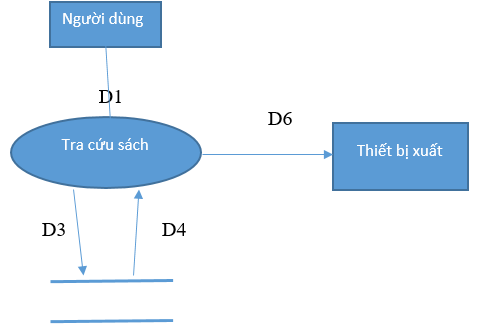 Người dùng
D1
D6
Tra cứu sách
Thiết bị xuất
D3
D4